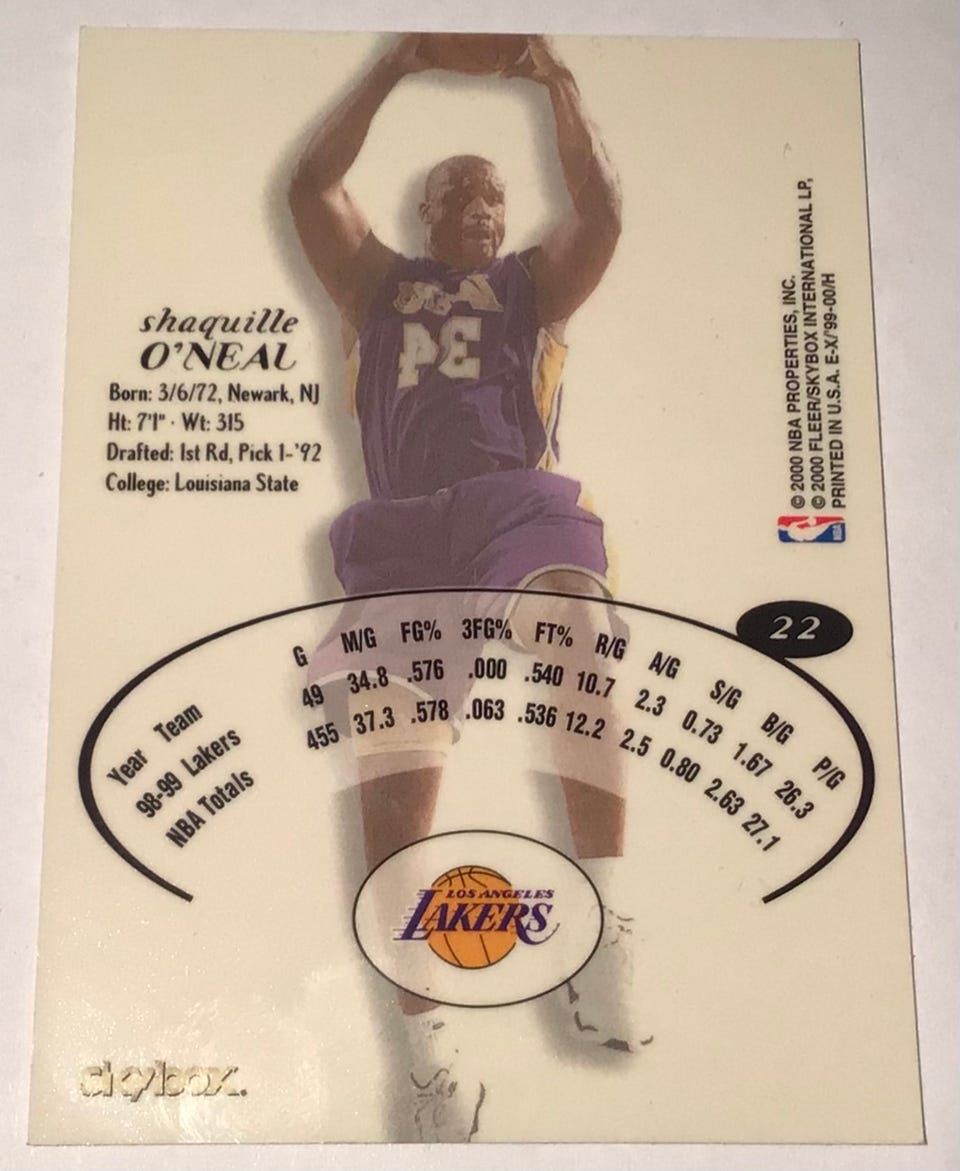 shaquille
O'NEAL
Born: 3/6/72, Newark, NJ
Ht: 7'1" · Wt: 315
Drafted: 1st Rd, Pick 1-'92
College: Louisiana State
34
© 2000 NBA PROPERTIES, INC.
© 2000 FLEER/SKYBOX INTERNATIONAL LP,
PRINTED IN U.S.A. E-X/'99-00/H
NBA
22
Year Team G M/G FG% 3FG% FT% R/G A/G S/G B/G P/G
98-99 Lakers 49 34.8 .576 .000 .540 10.7 2.3 0.73 1.67 26.3
NBA Totals 455 37.3 .578 .063 .536 12.2 2.5 0.80 2.63 27.1
LOS ANGELES
LAKERS
skybox.